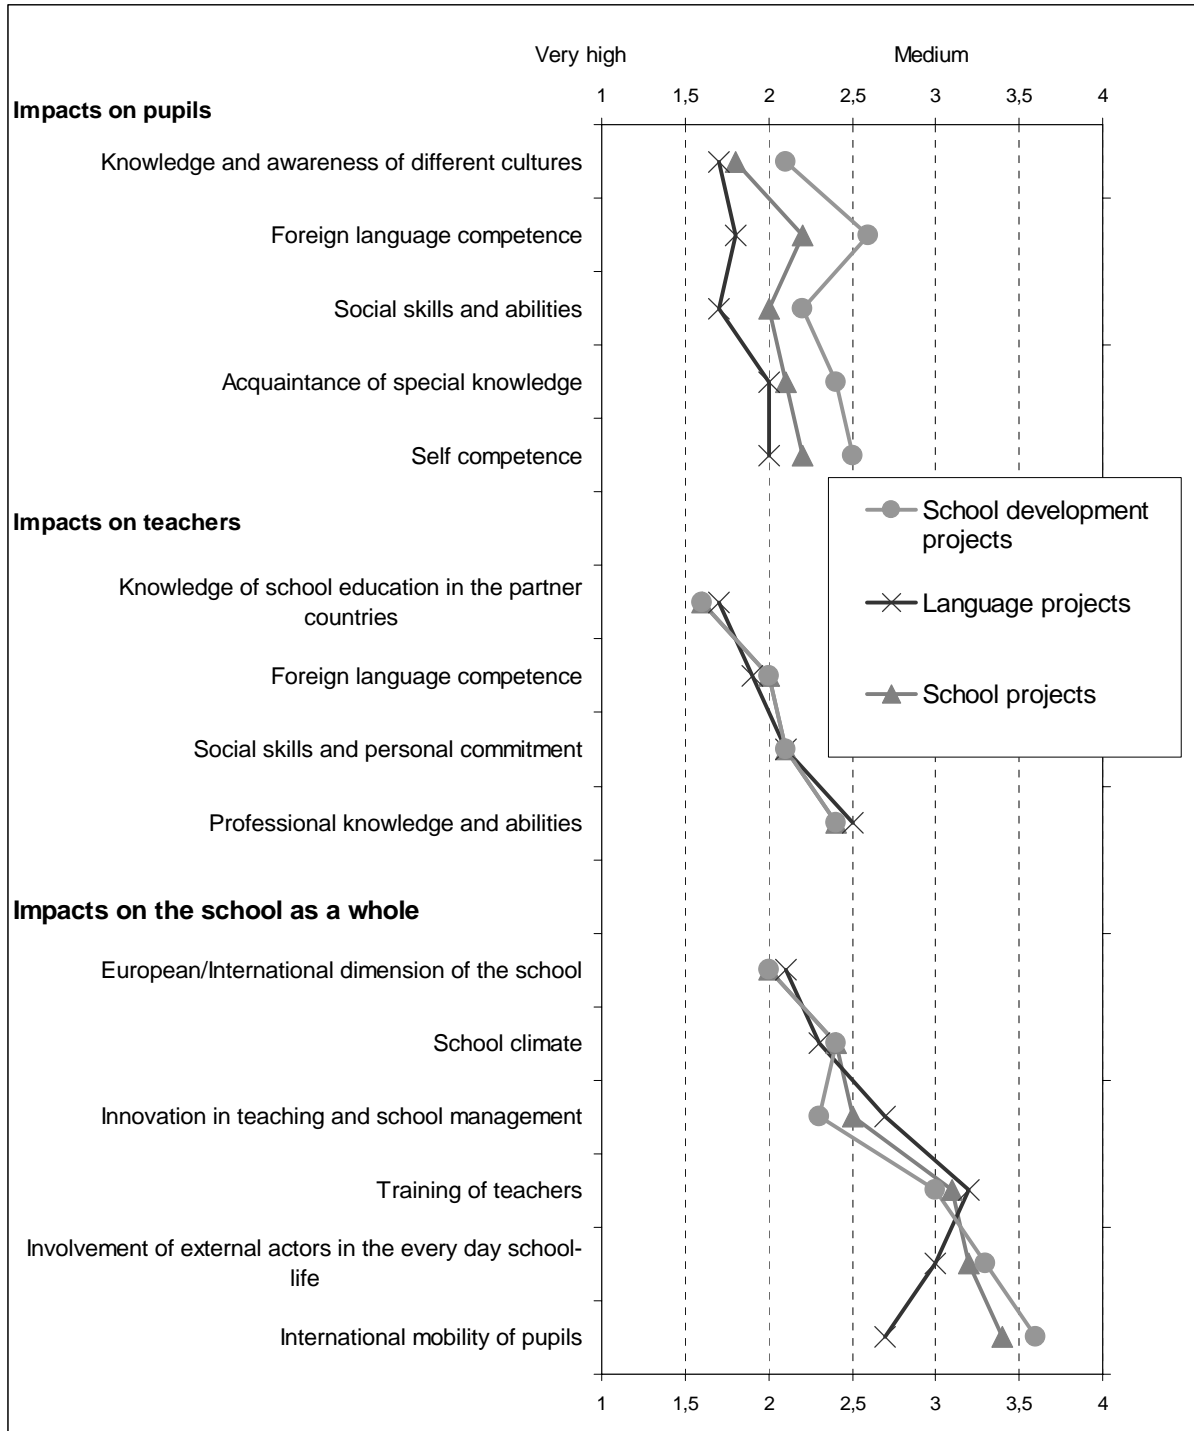 Very high Medium
1 1,5 2 2,5 3 3,5 4
Impacts on pupils
Knowledge and awareness of different cultures
Foreign language competence
Social skills and abilities
Acquaintance of special knowledge
Self competence
School development
projects
Language projects
School projects
Impacts on teachers
Knowledge of school education in the partner
countries
Foreign language competence
Social skills and personal commitment
Professional knowledge and abilities
Impacts on the school as a whole
European/International dimension of the school
School climate
Innovation in teaching and school management
Training of teachers
Involvement of external actors in the every day school-
life
International mobility of pupils
1 1,5 2 2,5 3 3,5 4